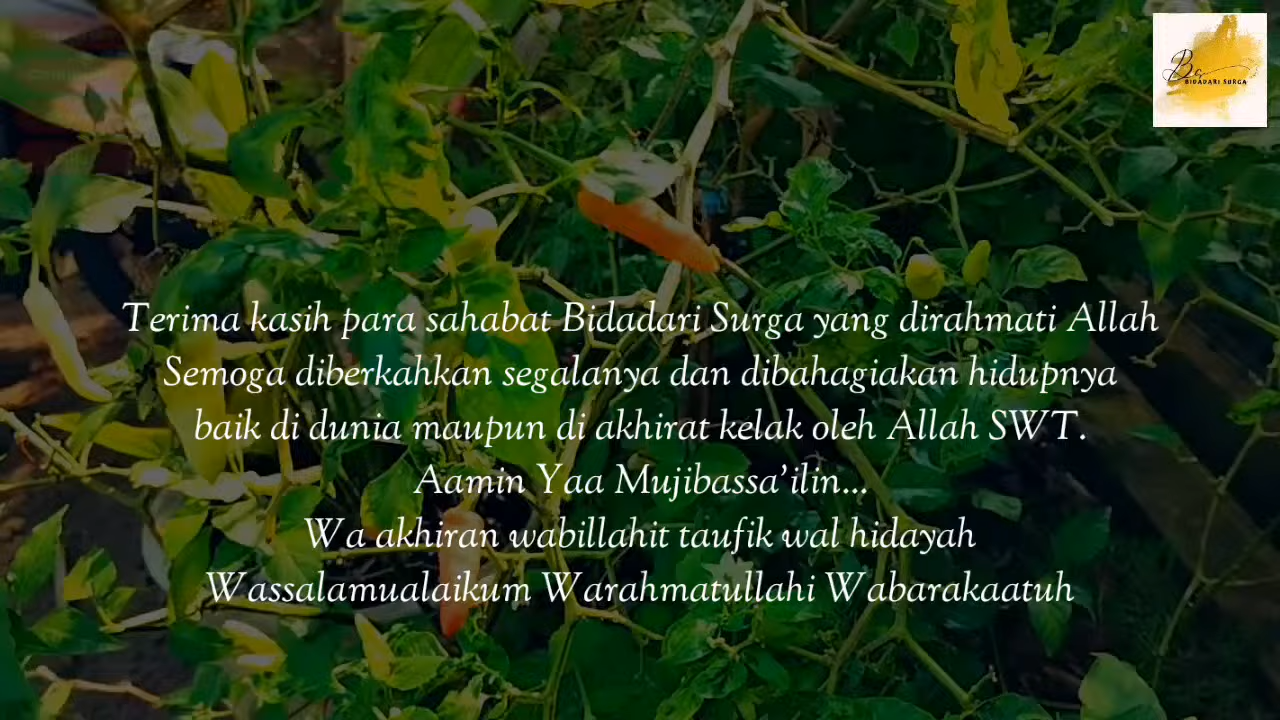 Bs
BIDADARI SURGA
Terima kasih para sahabat Bidadari Surga yang dirahmati Allah
Semoga diberkahkan segalanya dan dibahagiakan hidupnya
baik di dunia maupun di akhirat kelak oleh Allah SWT.
Aamin Yaa Mujibassa'ilin...
Wa akhiran wabillahit taufik wal hidayah
Wassalamualaikum Warahmatullahi Wabarakaatuh